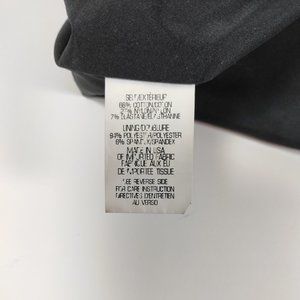 SELF/EXTÉRIEUR
66% COTTON/COTON
27% NYLON/NYLON
7% ELASTANE/ELASTHANNE
LINING/DOUBLURE
94% POLYESTER/POLYESTER
6% SPANDEX/SPANDEX
MADE IN USA
OF IMPORTED FABRIC
FABRIQUÉ AUX EU
DE IMPORTEE TISSUE
SEE REVERSE SIDE
FOR CARE INSTRUCTION
DIRECTIVES D'ENTRETIEN
AU VERSO